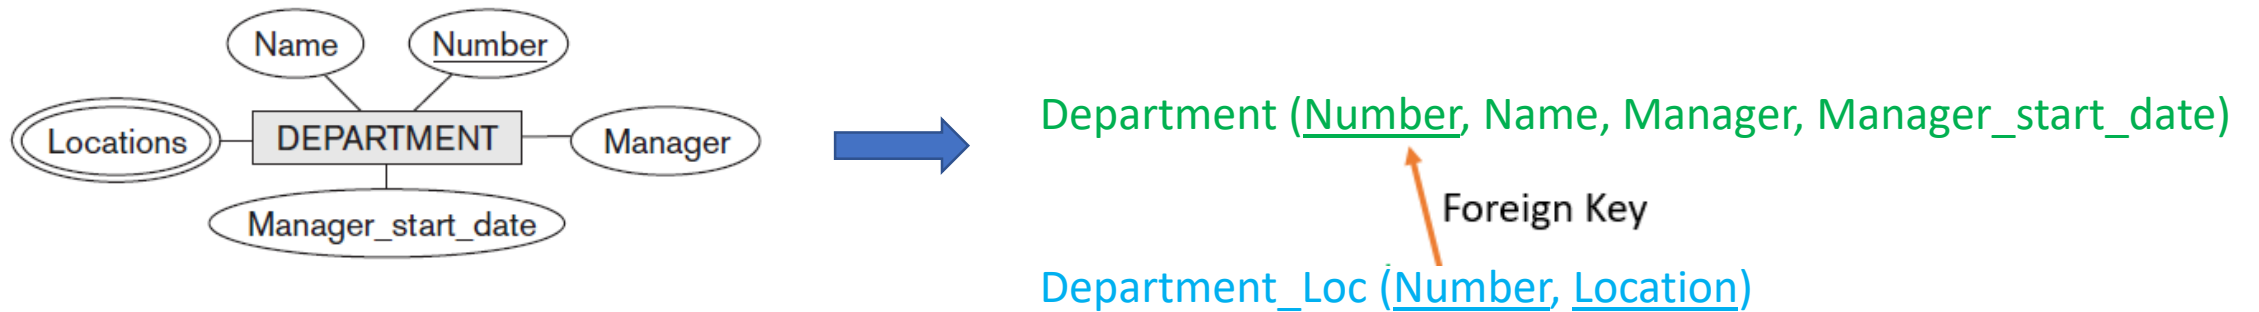 Name
Number
Locations
DEPARTMENT
Manager
Manager_start_date
Department (Number, Name, Manager, Manager_start_date)
Foreign Key
Department_Loc (Number, Location)